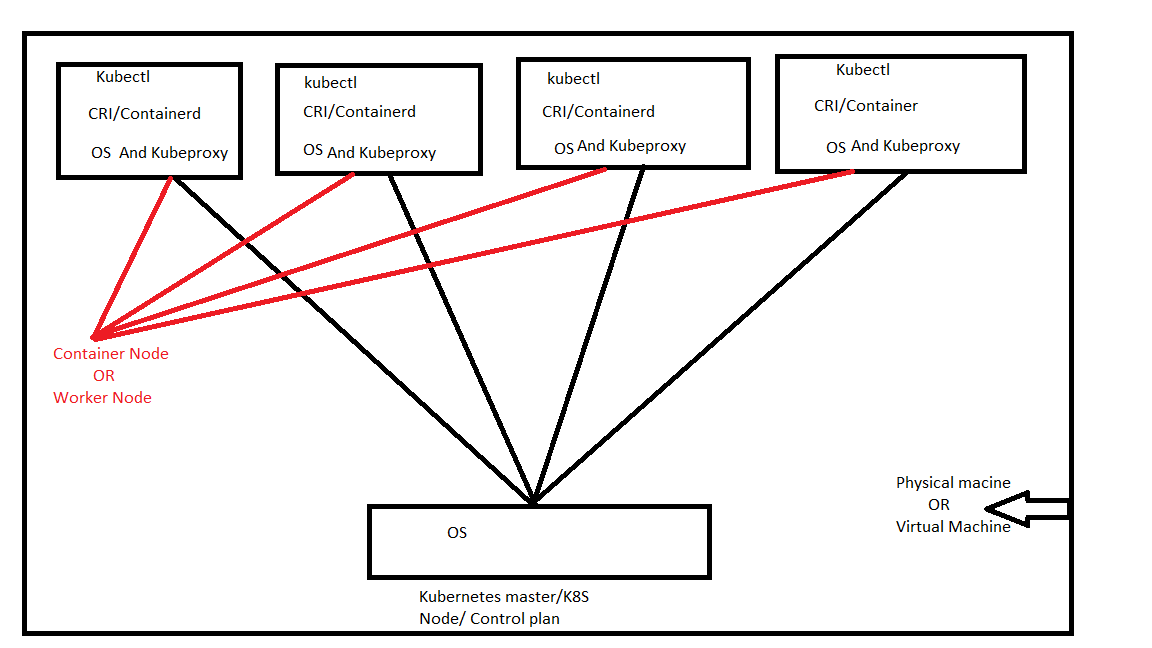 Kubectl
CRI/Containerd
OS And Kubeproxy
kubectl
CRI/Containerd
OS And Kubeproxy
kubectl
CRI/Containerd
OS And Kubeproxy
Kubectl
CRI/Container
OS And Kubeproxy
Container Node
OR
Worker Node
Physical macine
OR
Virtual Machine
OS
Kubernetes master/K8S
Node/ Control plan